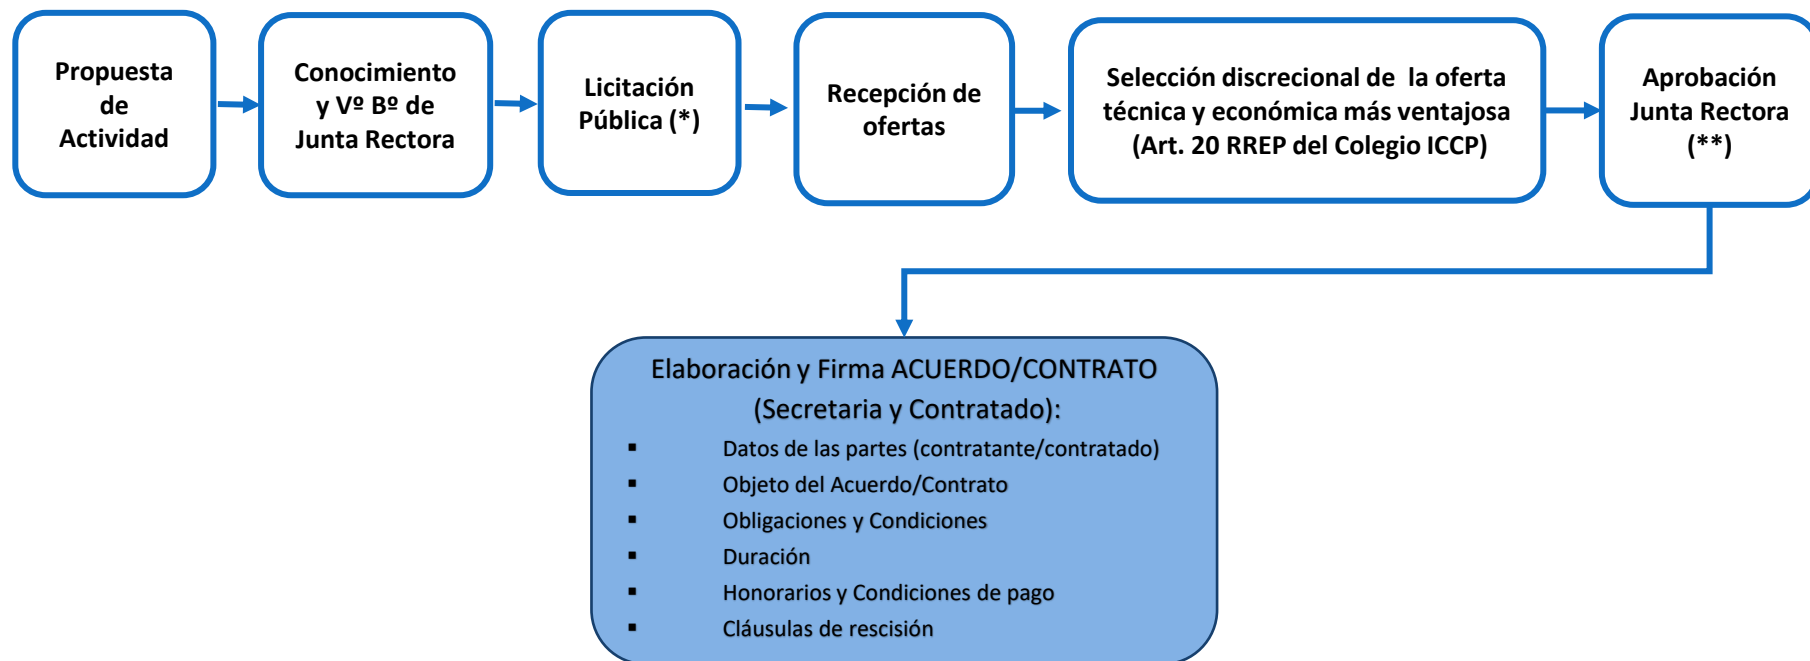 Propuesta
de
Actividad
Conocimiento
y Vº Bº de
Junta Rectora
Licitación
Pública (*)
Recepción de
ofertas
Selección discrecional de la oferta
técnica y económica más ventajosa
(Art. 20 RREP del Colegio ICCP)
Aprobación
Junta Rectora
(**)
Elaboración y Firma ACUERDO/CONTRATO
(Secretaria y Contratado):
▪ Datos de las partes (contratante/contratado)
▪ Objeto del Acuerdo/Contrato
▪ Obligaciones y Condiciones
▪ Duración
▪ Honorarios y Condiciones de pago
▪ Cláusulas de rescisión